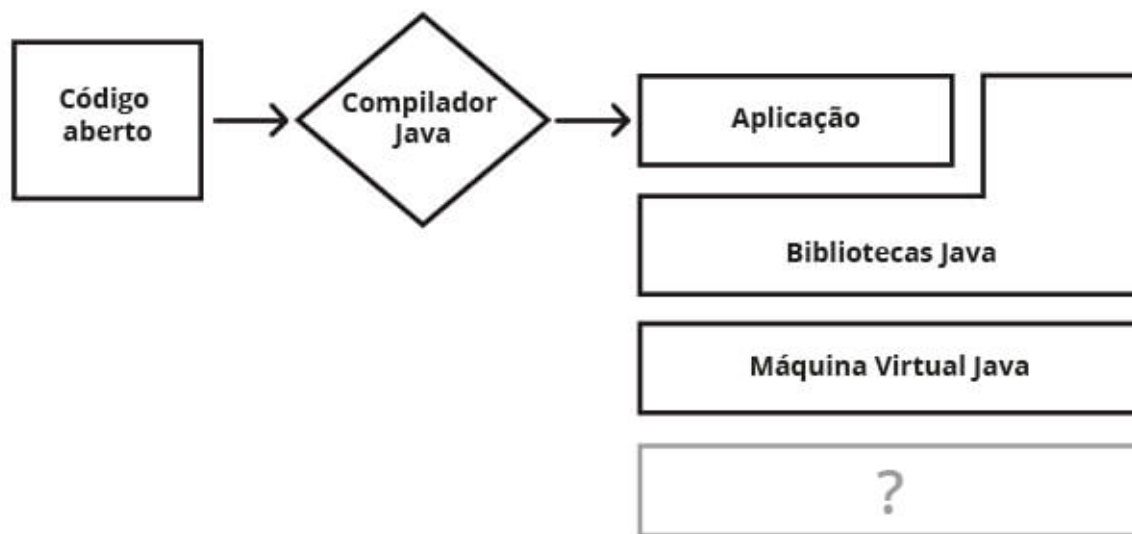 Código
aberto
Compilador
Java
Aplicação
Bibliotecas Java
Máquina Virtual Java
?